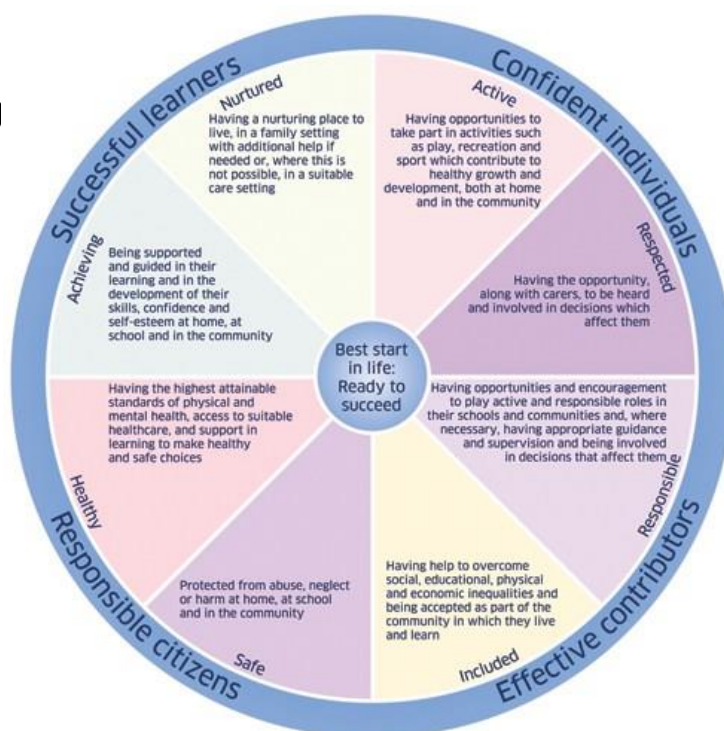 Successful learners
Confident individuals
Nurtured
Having a nurturing place to
live, in a family setting
with additional help if
needed or, where this is
not possible, in a suitable
care setting
Active
Having opportunities to
take part in activities such
as play, recreation and
sport which contribute to
healthy growth and
development, both at home
and in the community
Achieving
Being supported
and guided in their
learning and in the
development of their
skills, confidence and
self-esteem at home, at
school and in the community
Respected
Having the opportunity,
along with carers, to be heard
and involved in decisions which
affect them
Best start
in life:
Ready to
succeed
Healthy
Having the highest attainable
standards of physical and
mental health, access to suitable
healthcare, and support in
learning to make healthy
and safe choices
Having opportunities and encouragement
to play active and responsible roles in
their schools and communities and, where
necessary, having appropriate guidance
and supervision and being involved
in decisions that affect them
Responsible
Protected from abuse, neglect
or harm at home, at school
and in the community
Safe
Having help to overcome
social, educational, physical
and economic inequalities and
being accepted as part of the
community in which they live
and learn
Included
Responsible citizens
Effective contributors